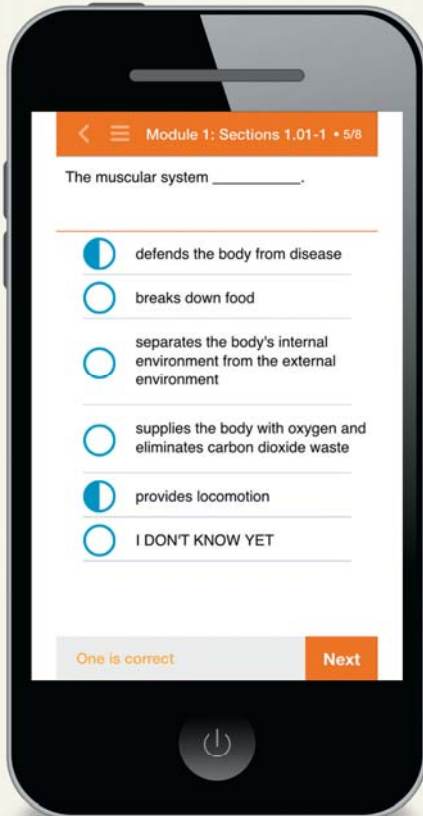 Module 1: Sections 1.01-1 • 5/8
The muscular system __________.
defends the body from disease
breaks down food
separates the body's internal
environment from the external
environment
supplies the body with oxygen and
eliminates carbon dioxide waste
provides locomotion
I DON'T KNOW YET
One is correct
Next